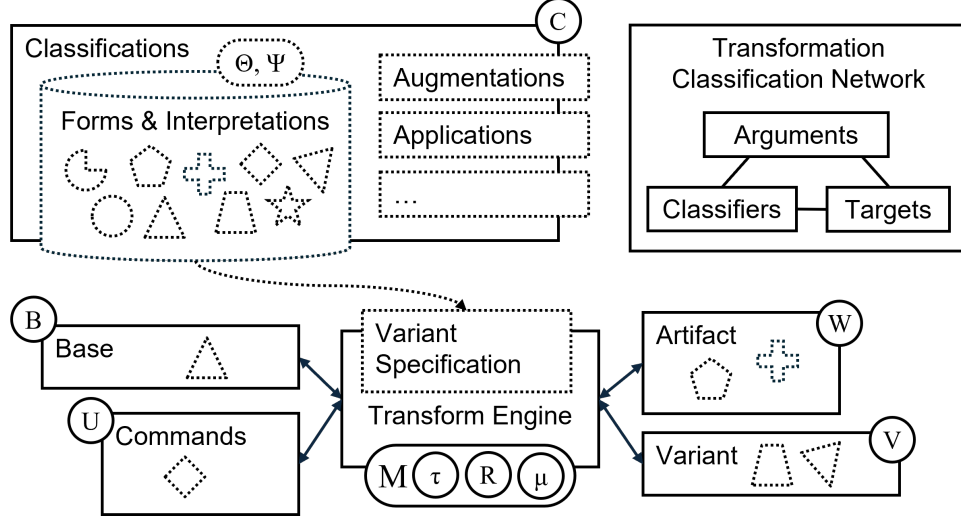 C
Classifications
Θ, Ψ
Augmentations
Forms & Interpretations
Applications
...
Transformation
Classification Network
Arguments
Classifiers
Targets
B
Base
U
Commands
Variant
Specification
Transform Engine
M τ R μ
W
Artifact
V
Variant